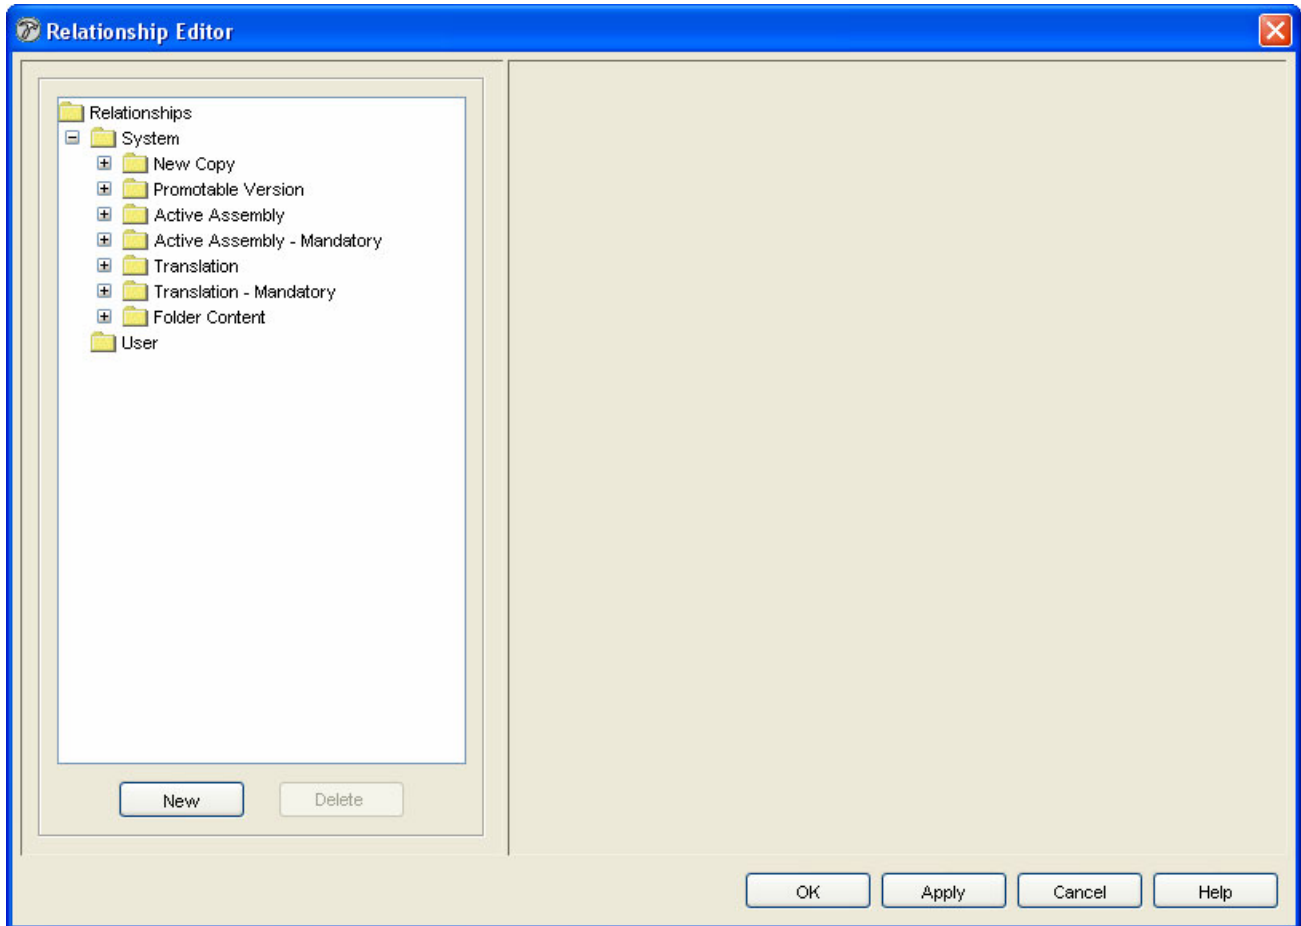 Relationship Editor
Relationships
System
New Copy
Promotable Version
Active Assembly
Active Assembly - Mandatory
Translation
Translation - Mandatory
Folder Content
User
New Delete
OK Apply Cancel Help